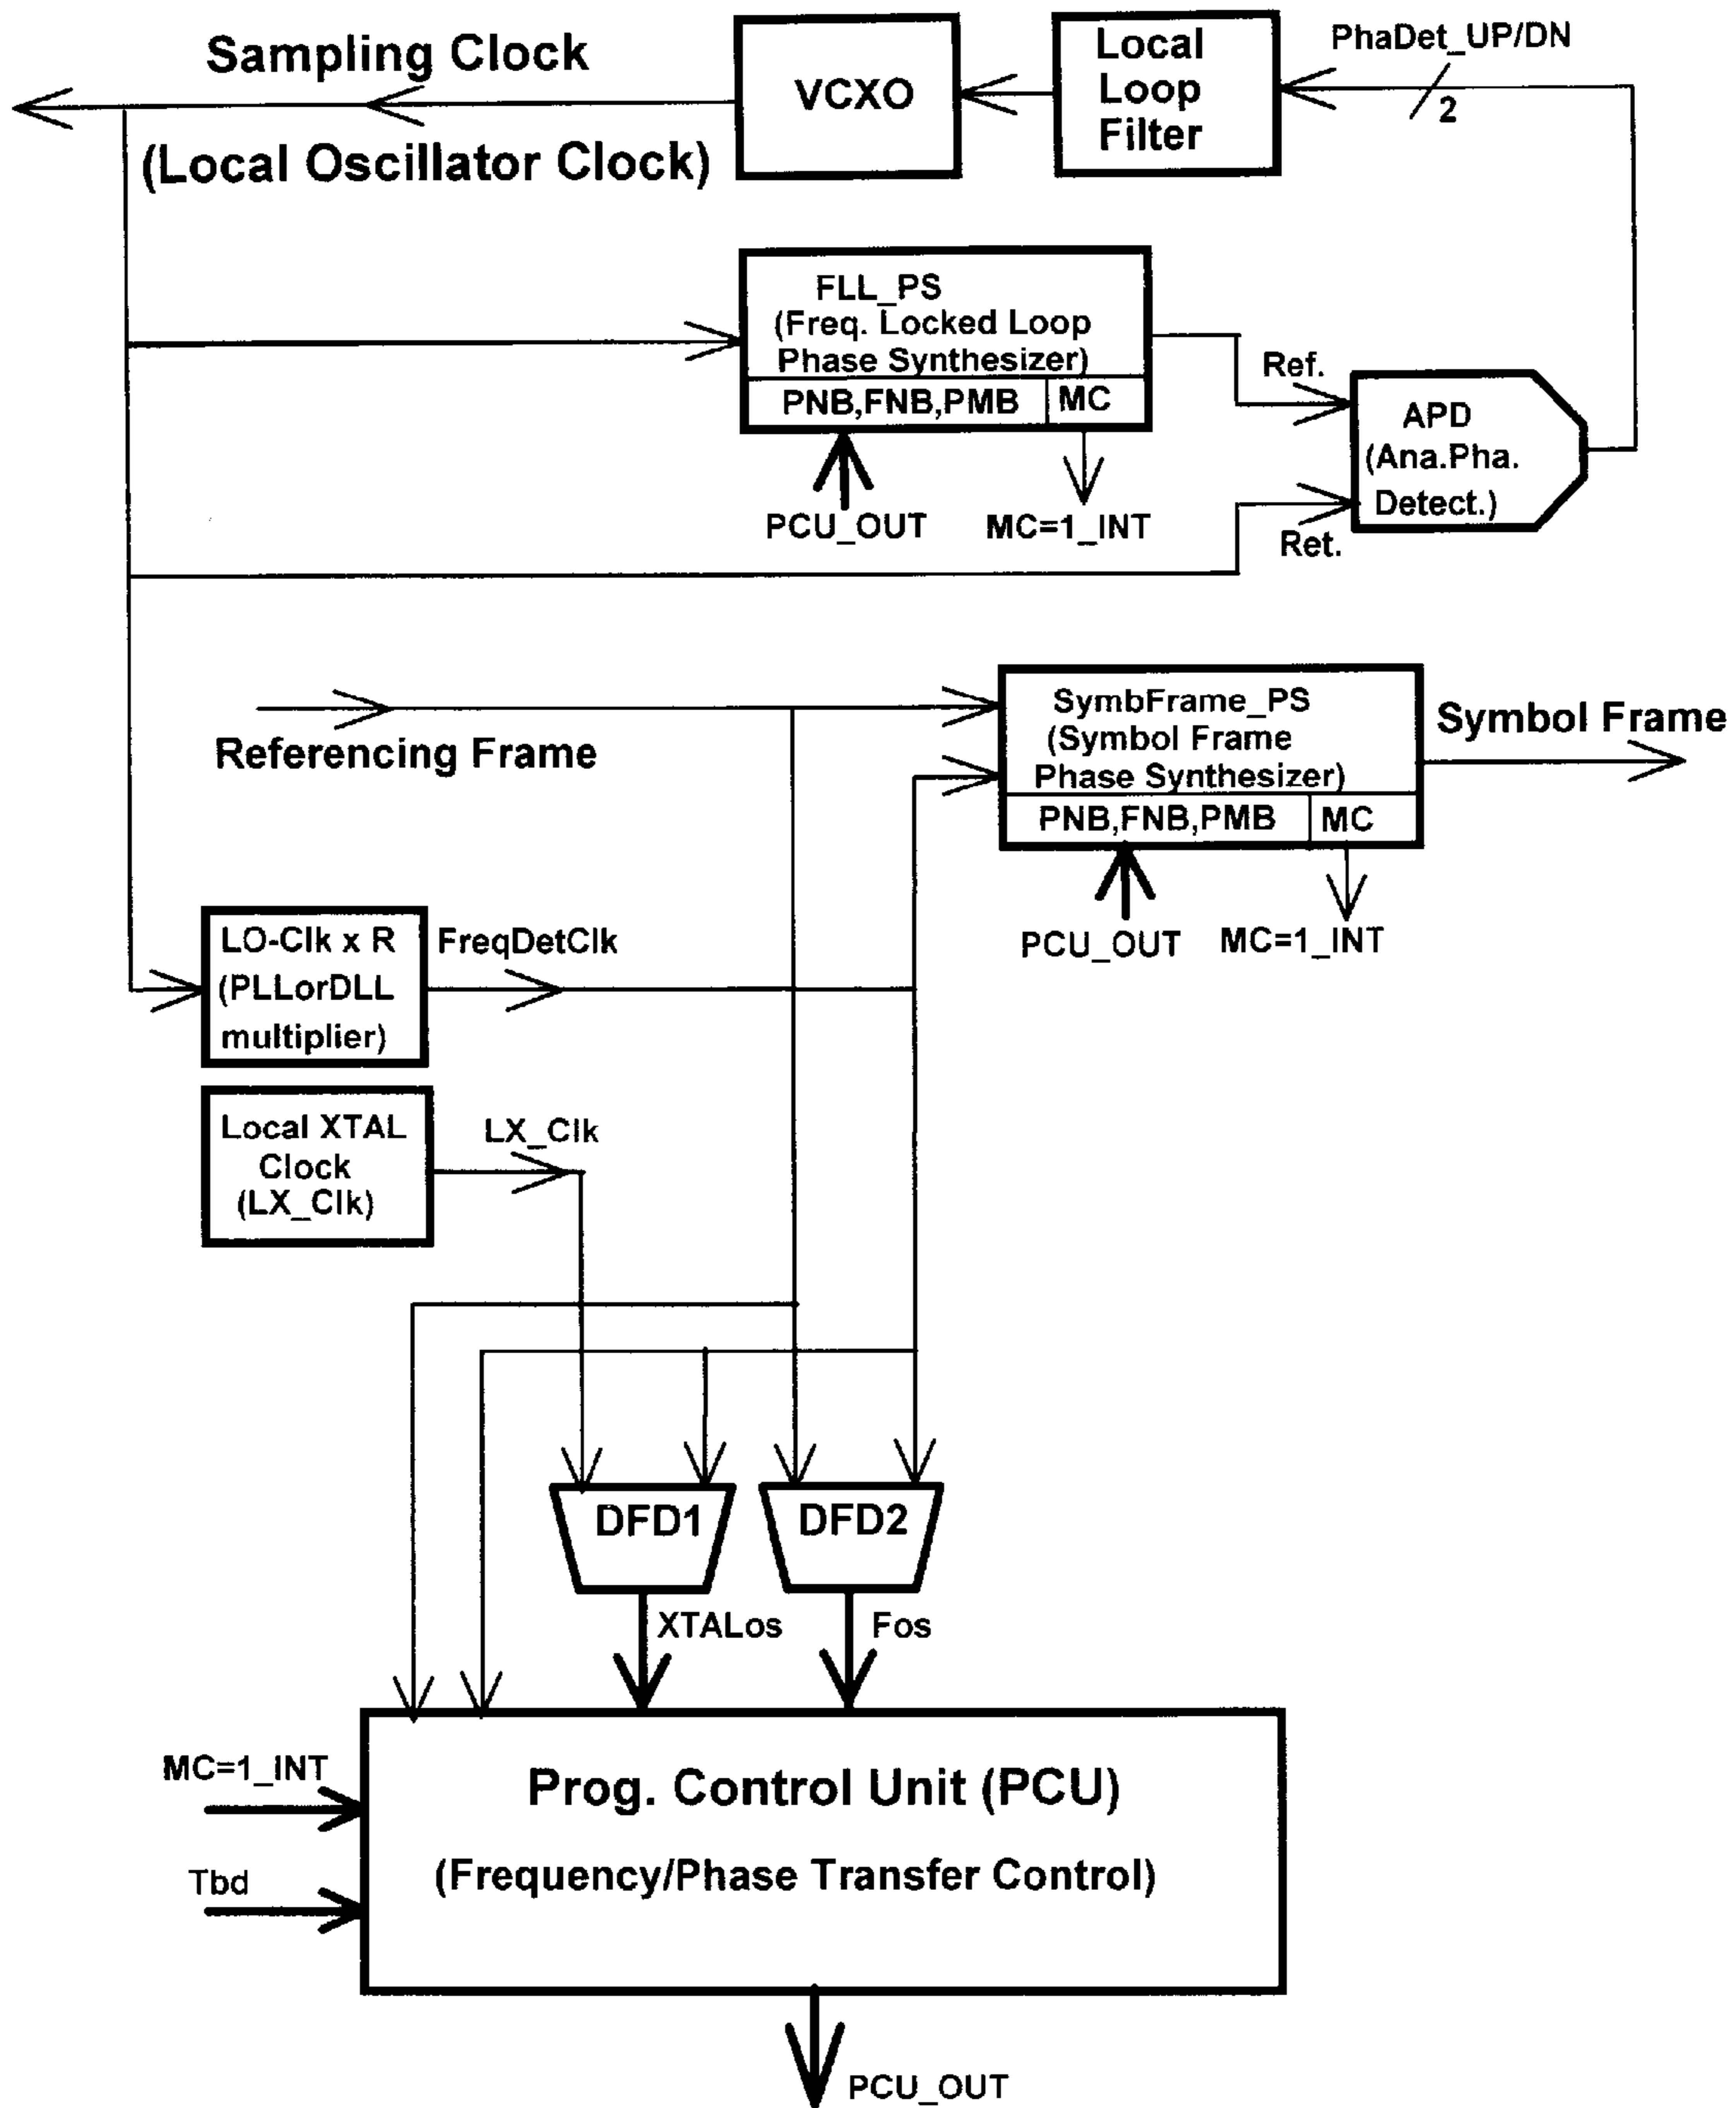 Sampling Clock
(Local Oscillator Clock)
VCXO
Local
Loop
Filter
PhaDet_UP/DN
2
FLL_PS
(Freq. Locked Loop
Phase Synthesizer)
PNB,FNB,PMB
MC
PCU_OUT
MC=1_INT
Ref.
Ret.
APD
(Ana.Pha.
Detect.)
Referencing Frame
SymbFrame_PS
(Symbol Frame
Phase Synthesizer)
PNB,FNB,PMB
MC
Symbol Frame
PCU_OUT
MC=1_INT
LO-Clk x R
(PLLorDLL
multiplier)
FreqDetClk
Local XTAL
Clock
(LX_Clk)
LX_Clk
DFD1
DFD2
XTALos
Fos
MC=1_INT
Tbd
Prog. Control Unit (PCU)
(Frequency/Phase Transfer Control)
PCU_OUT